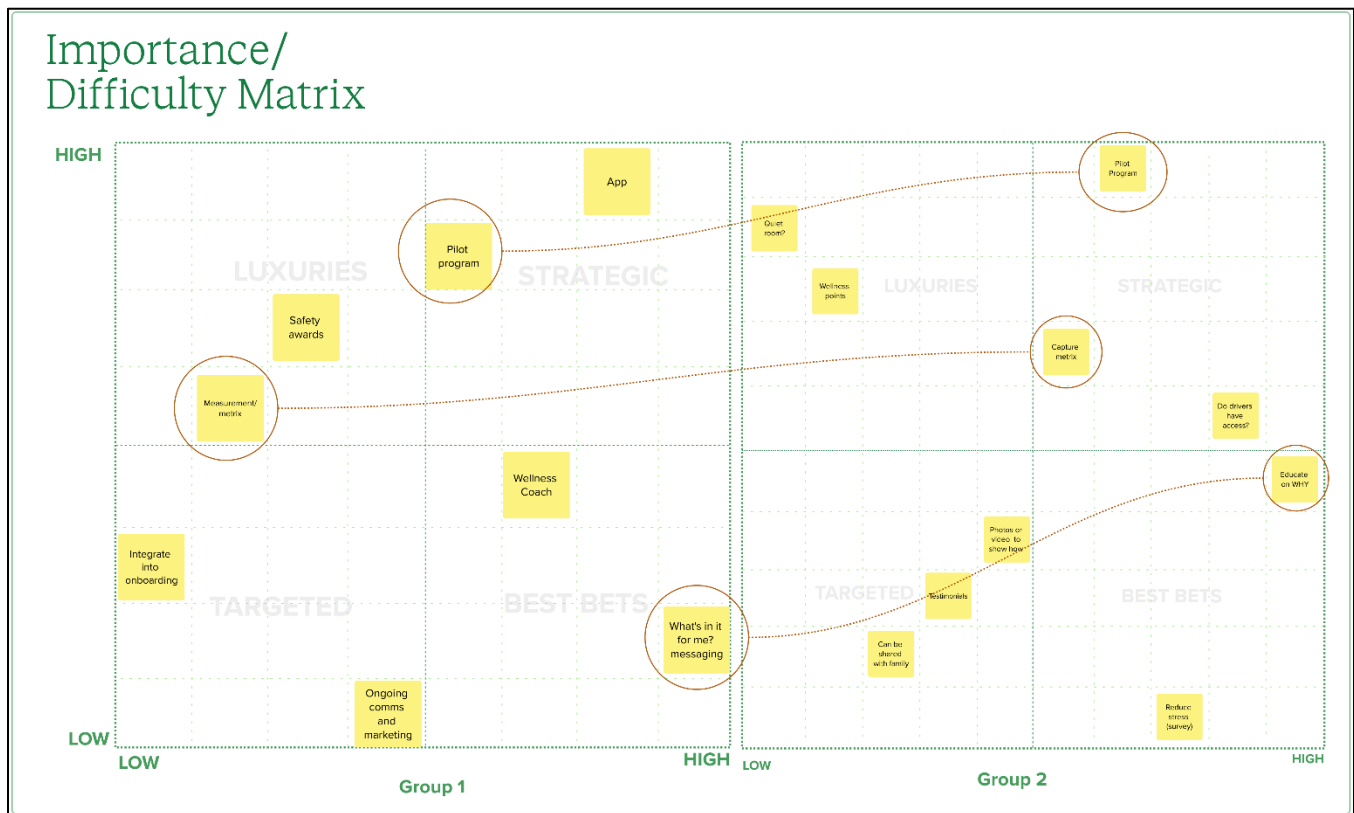 Importance/
Difficulty Matrix
HIGH
App
Pilot
program
LUXURIES
STRATEGIC
Safety
awards
Measurement/
metrix
Wellness
Coach
Integrate
into
onboarding
TARGETED
BEST BETS
What's in it
for me?
messaging
Ongoing
comms
and
marketing
LOW
LOW
HIGH
Group 1
Pilot
Program
Quiet
room?
Wellness
points
LUXURIES
STRATEGIC
Capture
metrix
Do drivers
have
access?
Educate
on WHY
Photos or
video to
show how
TARGETED
Testimoniels
BEST BETS
Can be
shared
with family
Reduce
stress
(survey)
LOW
HIGH
Group 2